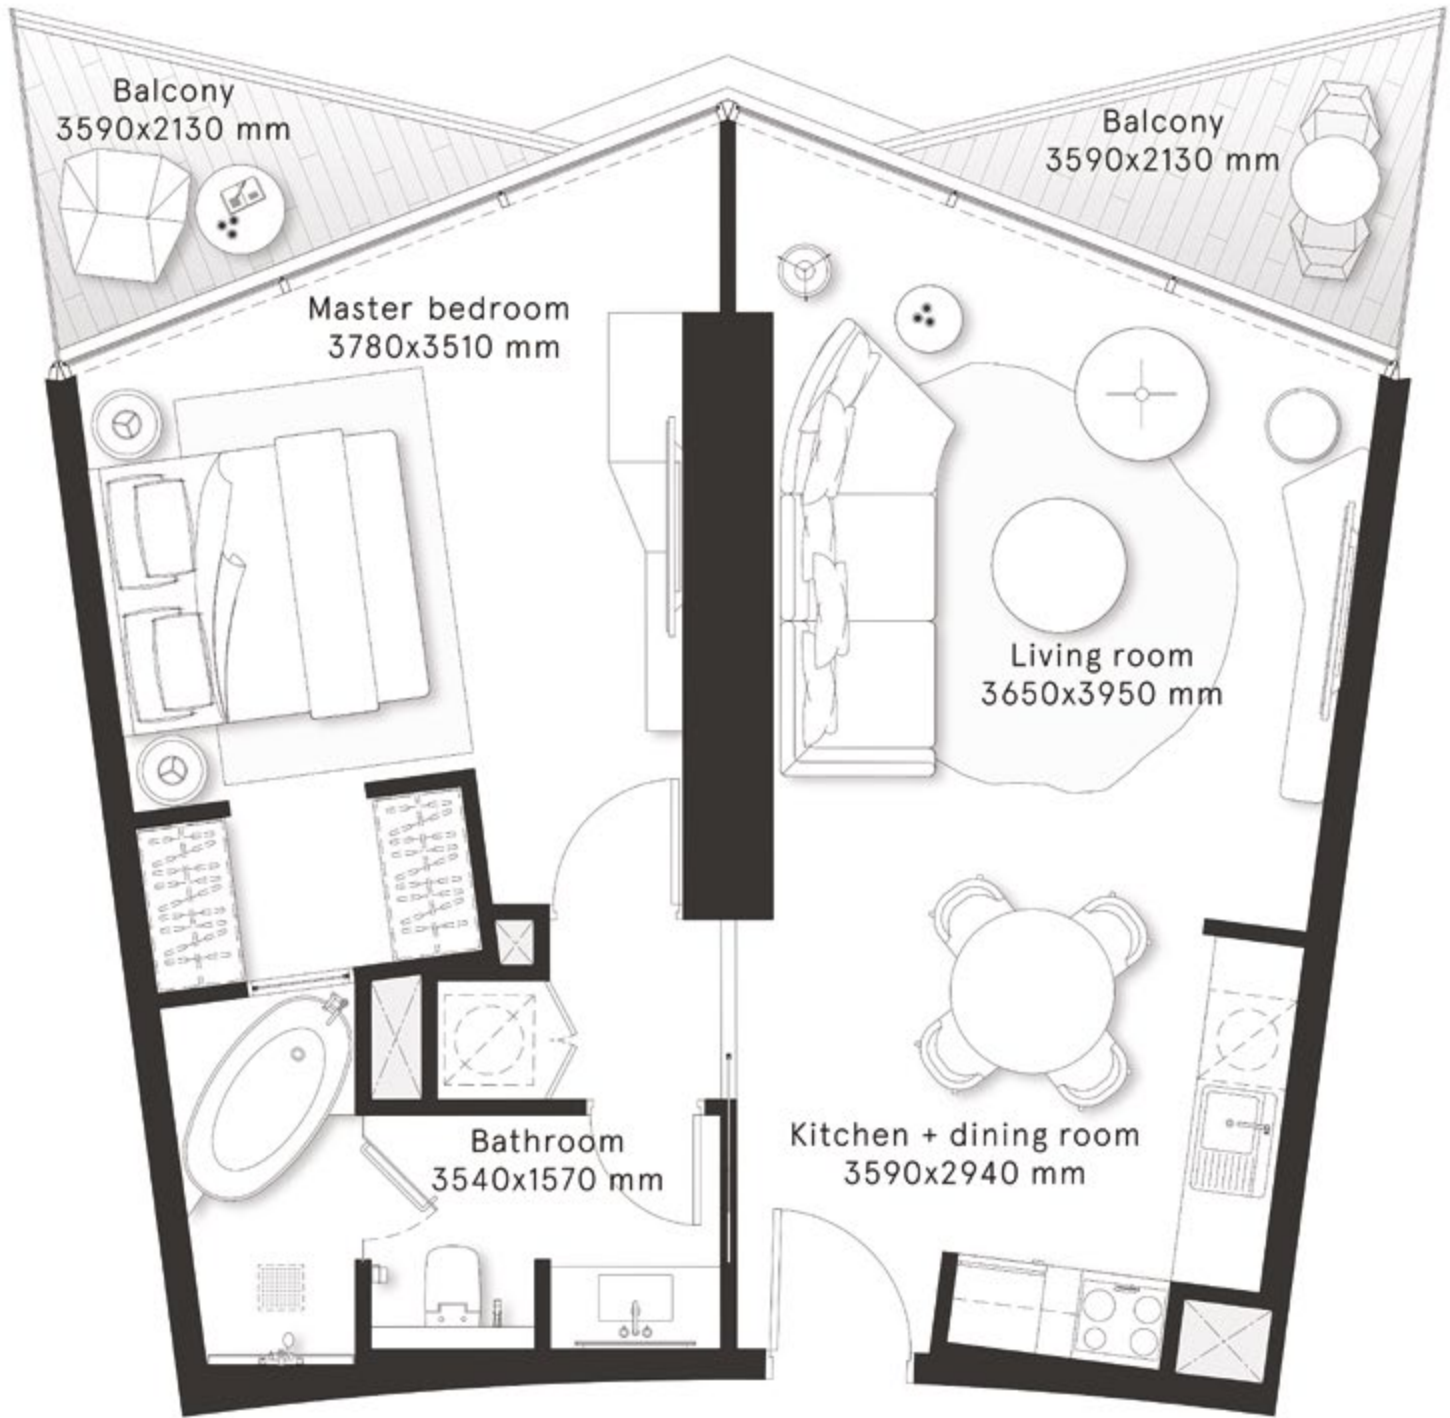 Balcony
3590x2130 mm
Balcony
3590x2130 mm
Master bedroom
3780x3510 mm
Living room
3650x3950 mm
Bathroom
3540x1570 mm
Kitchen + dining room
3590x2940 mm